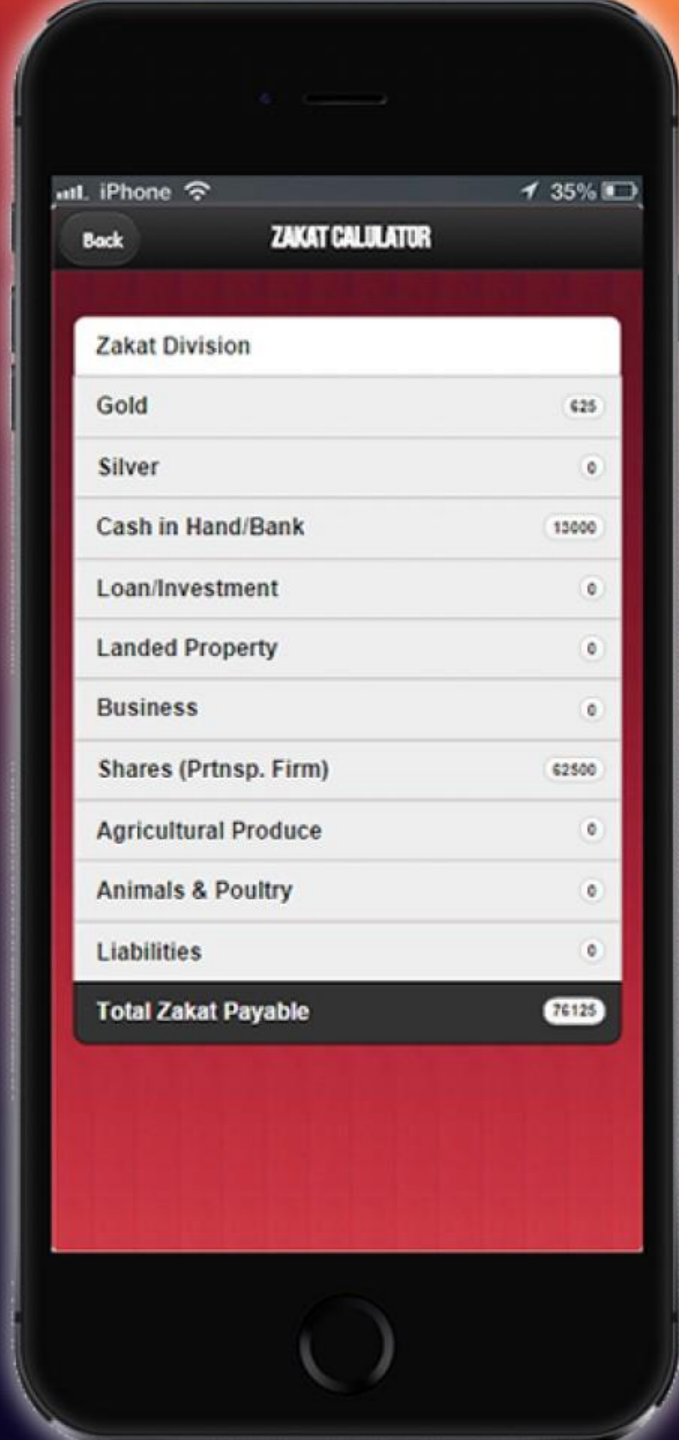 iPhone 35%
Back ZAKAT CALULATOR
Zakat Division
Gold 625
Silver 0
Cash in Hand/Bank 13000
Loan/Investment 0
Landed Property 0
Business 0
Shares (Prtnsp. Firm) 62500
Agricultural Produce 0
Animals & Poultry 0
Liabilities 0
Total Zakat Payable 76125